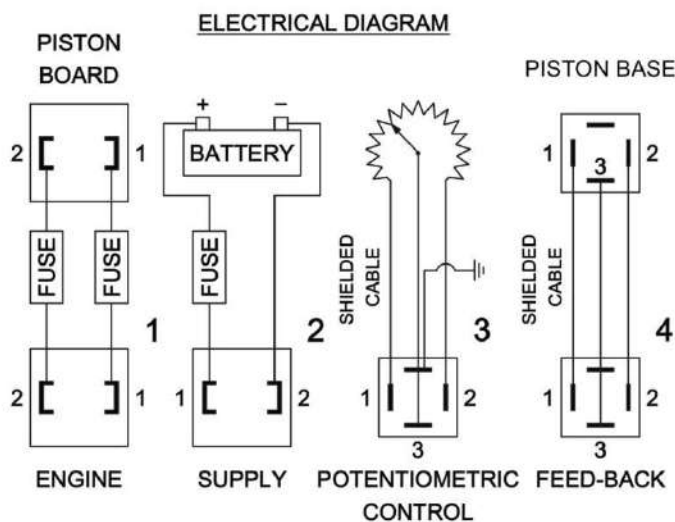 ELECTRICAL DIAGRAM
PISTON
BOARD
2 1
FUSE FUSE
1
2 1
ENGINE
+ −
BATTERY
FUSE
2
1 2
SUPPLY
SHIELDED
CABLE
3
1 2
3
POTENTIOMETRIC
CONTROL
PISTON BASE
1 2
3
SHIELDED
CABLE
4
1 2
3
FEED-BACK